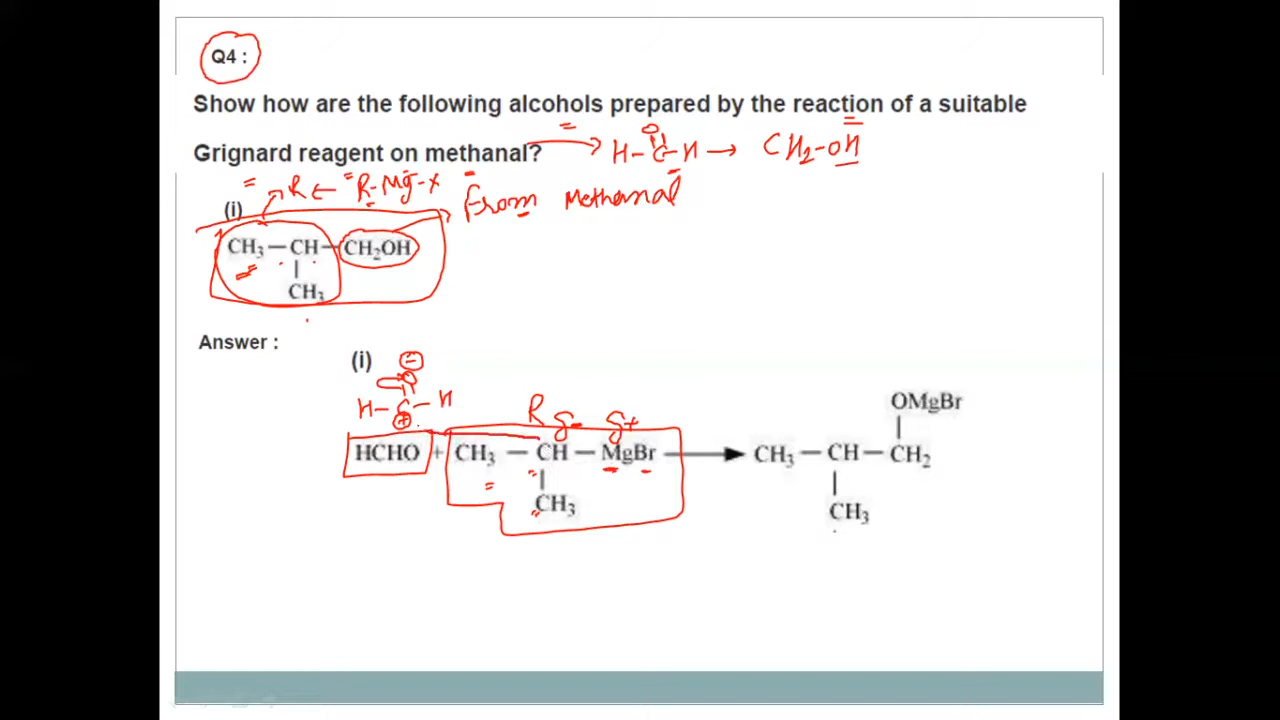 Q4 :
Show how are the following alcohols prepared by the reaction of a suitable
Grignard reagent on methanal? H-C-H → CH2-OH
O
R ← R-Mg-X From Methanal
(i)
CH₃—CH—CH₂OH
CH₃
Answer :
(i)
⊖
O
H-C-H
⊕
R δ- δ+
OMgBr
HCHO + CH₃—CH—MgBr → CH₃—CH—CH₂
CH₃
CH₃